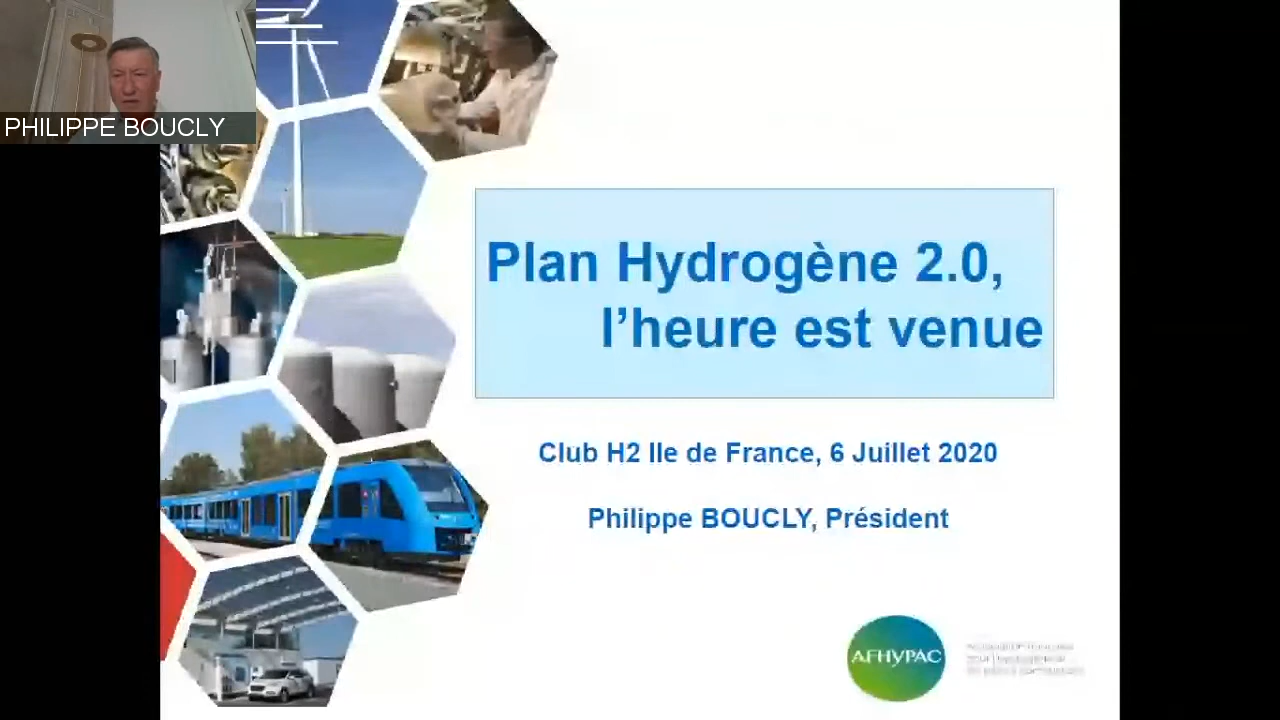 PHILIPPE BOUCLY
Plan Hydrogène 2.0,
l’heure est venue
Club H2 Ile de France, 6 Juillet 2020
Philippe BOUCLY, Président
AFHYPAC